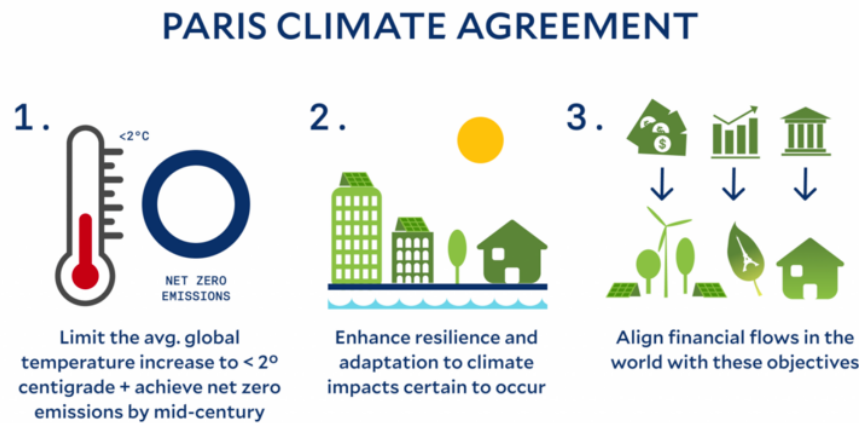 PARIS CLIMATE AGREEMENT
1.
<2°C
NET ZERO
EMISSIONS
Limit the avg. global
temperature increase to < 2°
centigrade + achieve net zero
emissions by mid-century
2.
Enhance resilience and
adaptation to climate
impacts certain to occur
3.
$
Align financial flows in the
world with these objectives